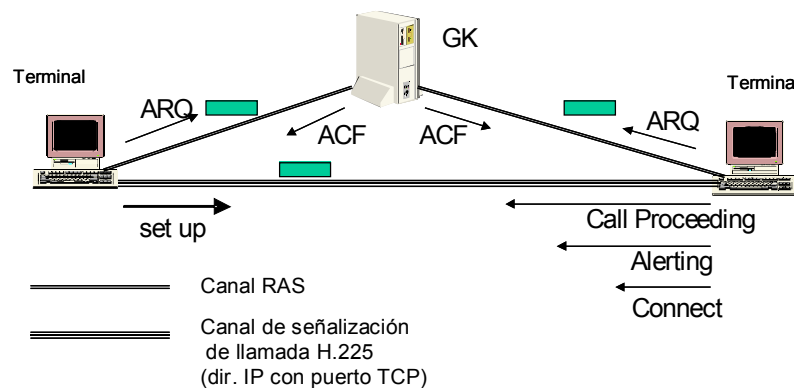 GK
Terminal
Termina
ARQ
ARQ
ACF
ACF
set up
Call Proceeding
Alerting
Connect
Canal RAS
Canal de señalización
de llamada H.225
(dir. IP con puerto TCP)